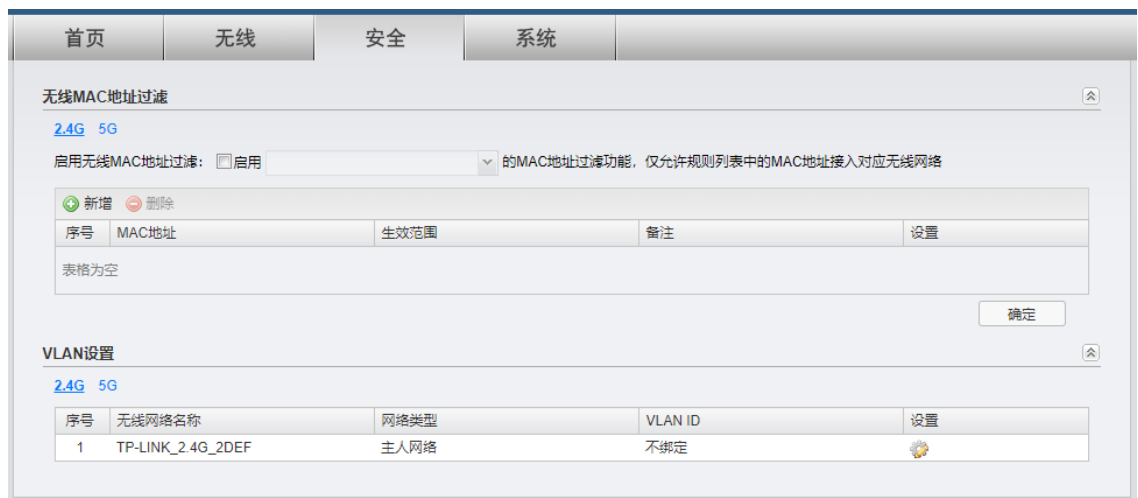 首页 无线 安全 系统
无线MAC地址过滤
2.4G 5G
启用无线MAC地址过滤： 启用 的MAC地址过滤功能，仅允许规则列表中的MAC地址接入对应无线网络
新增 删除
序号 MAC地址 生效范围 备注 设置
表格为空
确定
VLAN设置
2.4G 5G
序号 无线网络名称 网络类型 VLAN ID 设置
1 TP-LINK_2.4G_2DEF 主人网络 不绑定